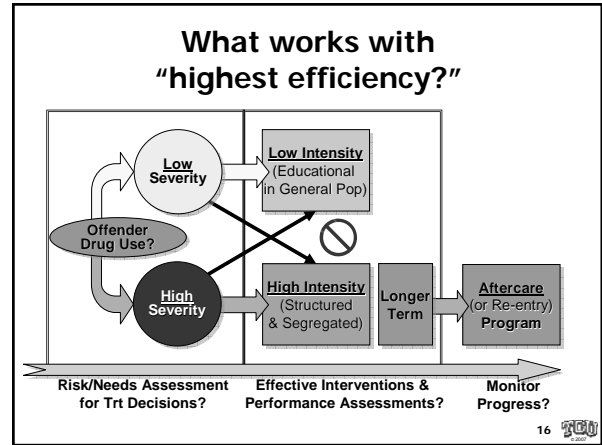 What works with
“highest efficiency?”
Low
Severity
Low Intensity
(Educational
in General Pop)
Offender
Drug Use?
High
Severity
High Intensity
(Structured
& Segregated)
Longer
Term
Aftercare
(or Re-entry)
Program
Risk/Needs Assessment
for Trt Decisions?
Effective Interventions &
Performance Assessments?
Monitor
Progress?
16
TCU
© 2007